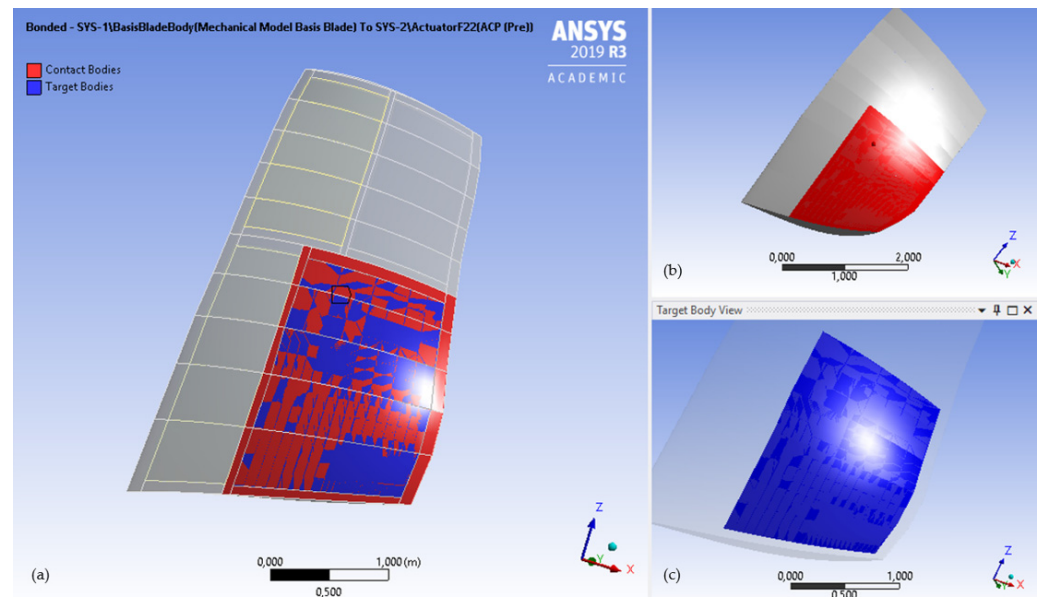 Bonded - SYS-1\BasisBladeBody(Mechanical Model Basis Blade) To SYS-2\ActuatorF22(ACP (Pre))
Contact Bodies
Target Bodies
ANSYS
2019 R3
ACADEMIC
Z
Y
X
0,000
1,000 (m)
0,500
(a)
Z
X
Y
0,000
2,000
1,000
(b)
Target Body View
Z
X
Y
0,000
1,000
0,500
(c)